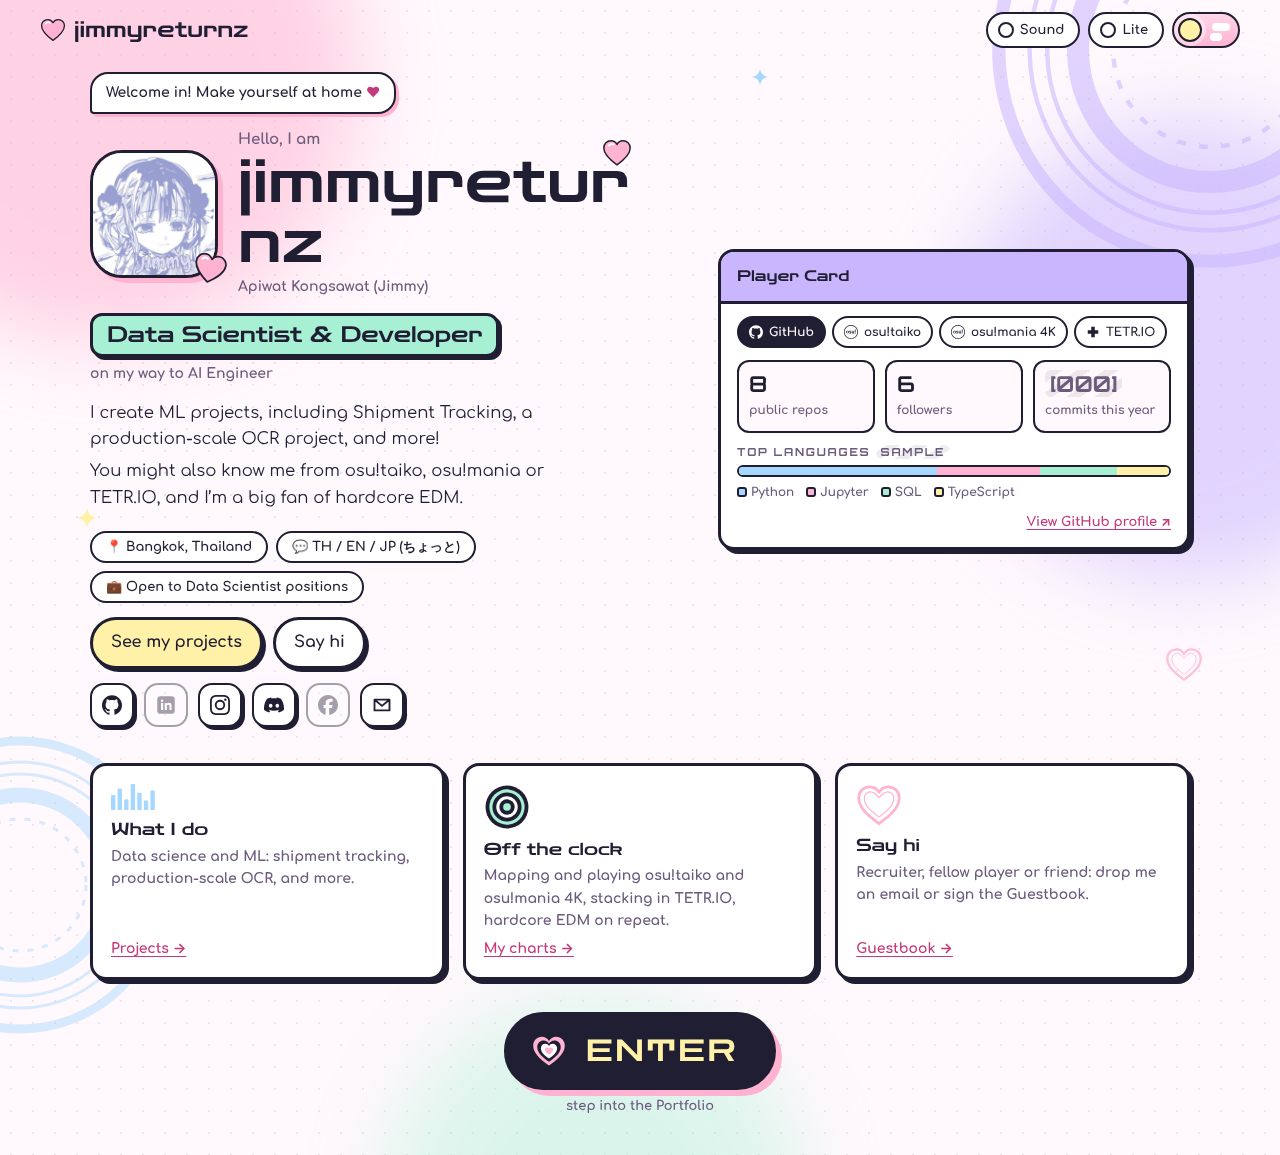 jimmyreturnz
Sound
Lite
Welcome in! Make yourself at home ♥
Hello, I am
jimmyretur
nz
Apiwat Kongsawat (Jimmy)
Jimmy
Data Scientist & Developer
on my way to AI Engineer
I create ML projects, including Shipment Tracking, a
production-scale OCR project, and more!
You might also know me from osu!taiko, osu!mania or
TETR.IO, and I'm a big fan of hardcore EDM.
📍 Bangkok, Thailand
💬 TH / EN / JP (ちょっと)
💼 Open to Data Scientist positions
See my projects
Say hi
Player Card
GitHub
osu!taiko
osu!mania 4K
TETR.IO
8
public repos
6
followers
[000]
commits this year
TOP LANGUAGES SAMPLE
Python
Jupyter
SQL
TypeScript
View GitHub profile ↗
What I do
Data science and ML: shipment tracking,
production-scale OCR, and more.
Projects →
Off the clock
Mapping and playing osu!taiko and
osu!mania 4K, stacking in TETR.IO,
hardcore EDM on repeat.
My charts →
Say hi
Recruiter, fellow player or friend: drop me
an email or sign the Guestbook.
Guestbook →
ENTER
step into the Portfolio